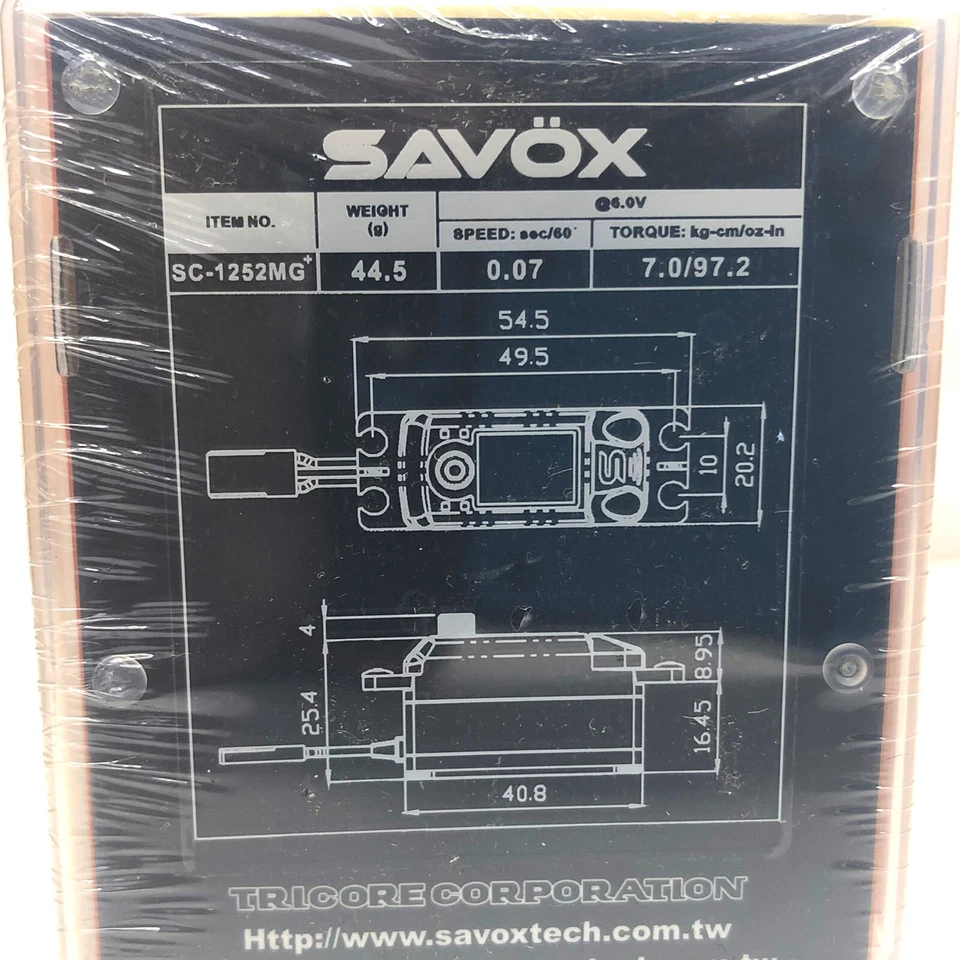 SAVÖX
ITEM NO. WEIGHT (g) @6.0V
SPEED: sec/60° TORQUE: kg-cm/oz-in
SC-1252MG+ 44.5 0.07 7.0/97.2
54.5
49.5
S
10
20.2
4
25.4
8.95
16.45
40.8
TRICORE CORPORATION
Http://www.savoxtech.com.tw